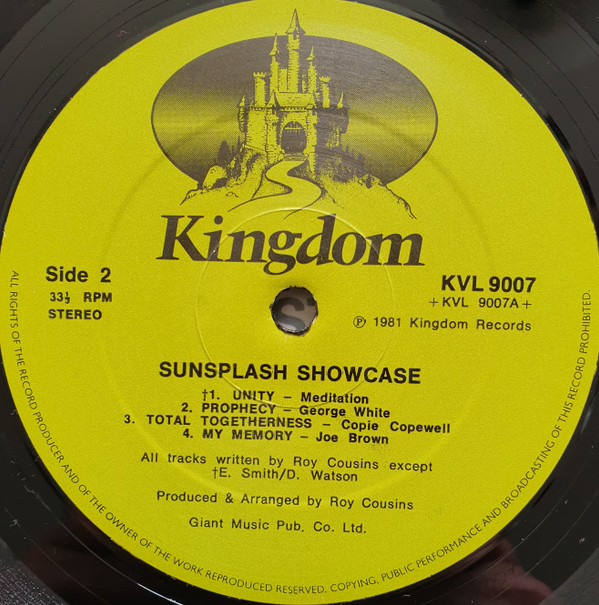 Kingdom
Side 2
33⅓ RPM
STEREO
KVL 9007
+ KVL 9007A +
℗ 1981 Kingdom Records
SUNSPLASH SHOWCASE
†1. UNITY – Meditation
2. PROPHECY – George White
3. TOTAL TOGETHERNESS – Copie Copewell
4. MY MEMORY – Joe Brown
All tracks written by Roy Cousins except
†E. Smith/D. Watson
Produced & Arranged by Roy Cousins
Giant Music Pub. Co. Ltd.
ALL RIGHTS OF THE RECORD PRODUCER AND OF THE OWNER OF THE WORK REPRODUCED RESERVED. COPYING, PUBLIC PERFORMANCE AND BROADCASTING OF THIS RECORD PROHIBITED.